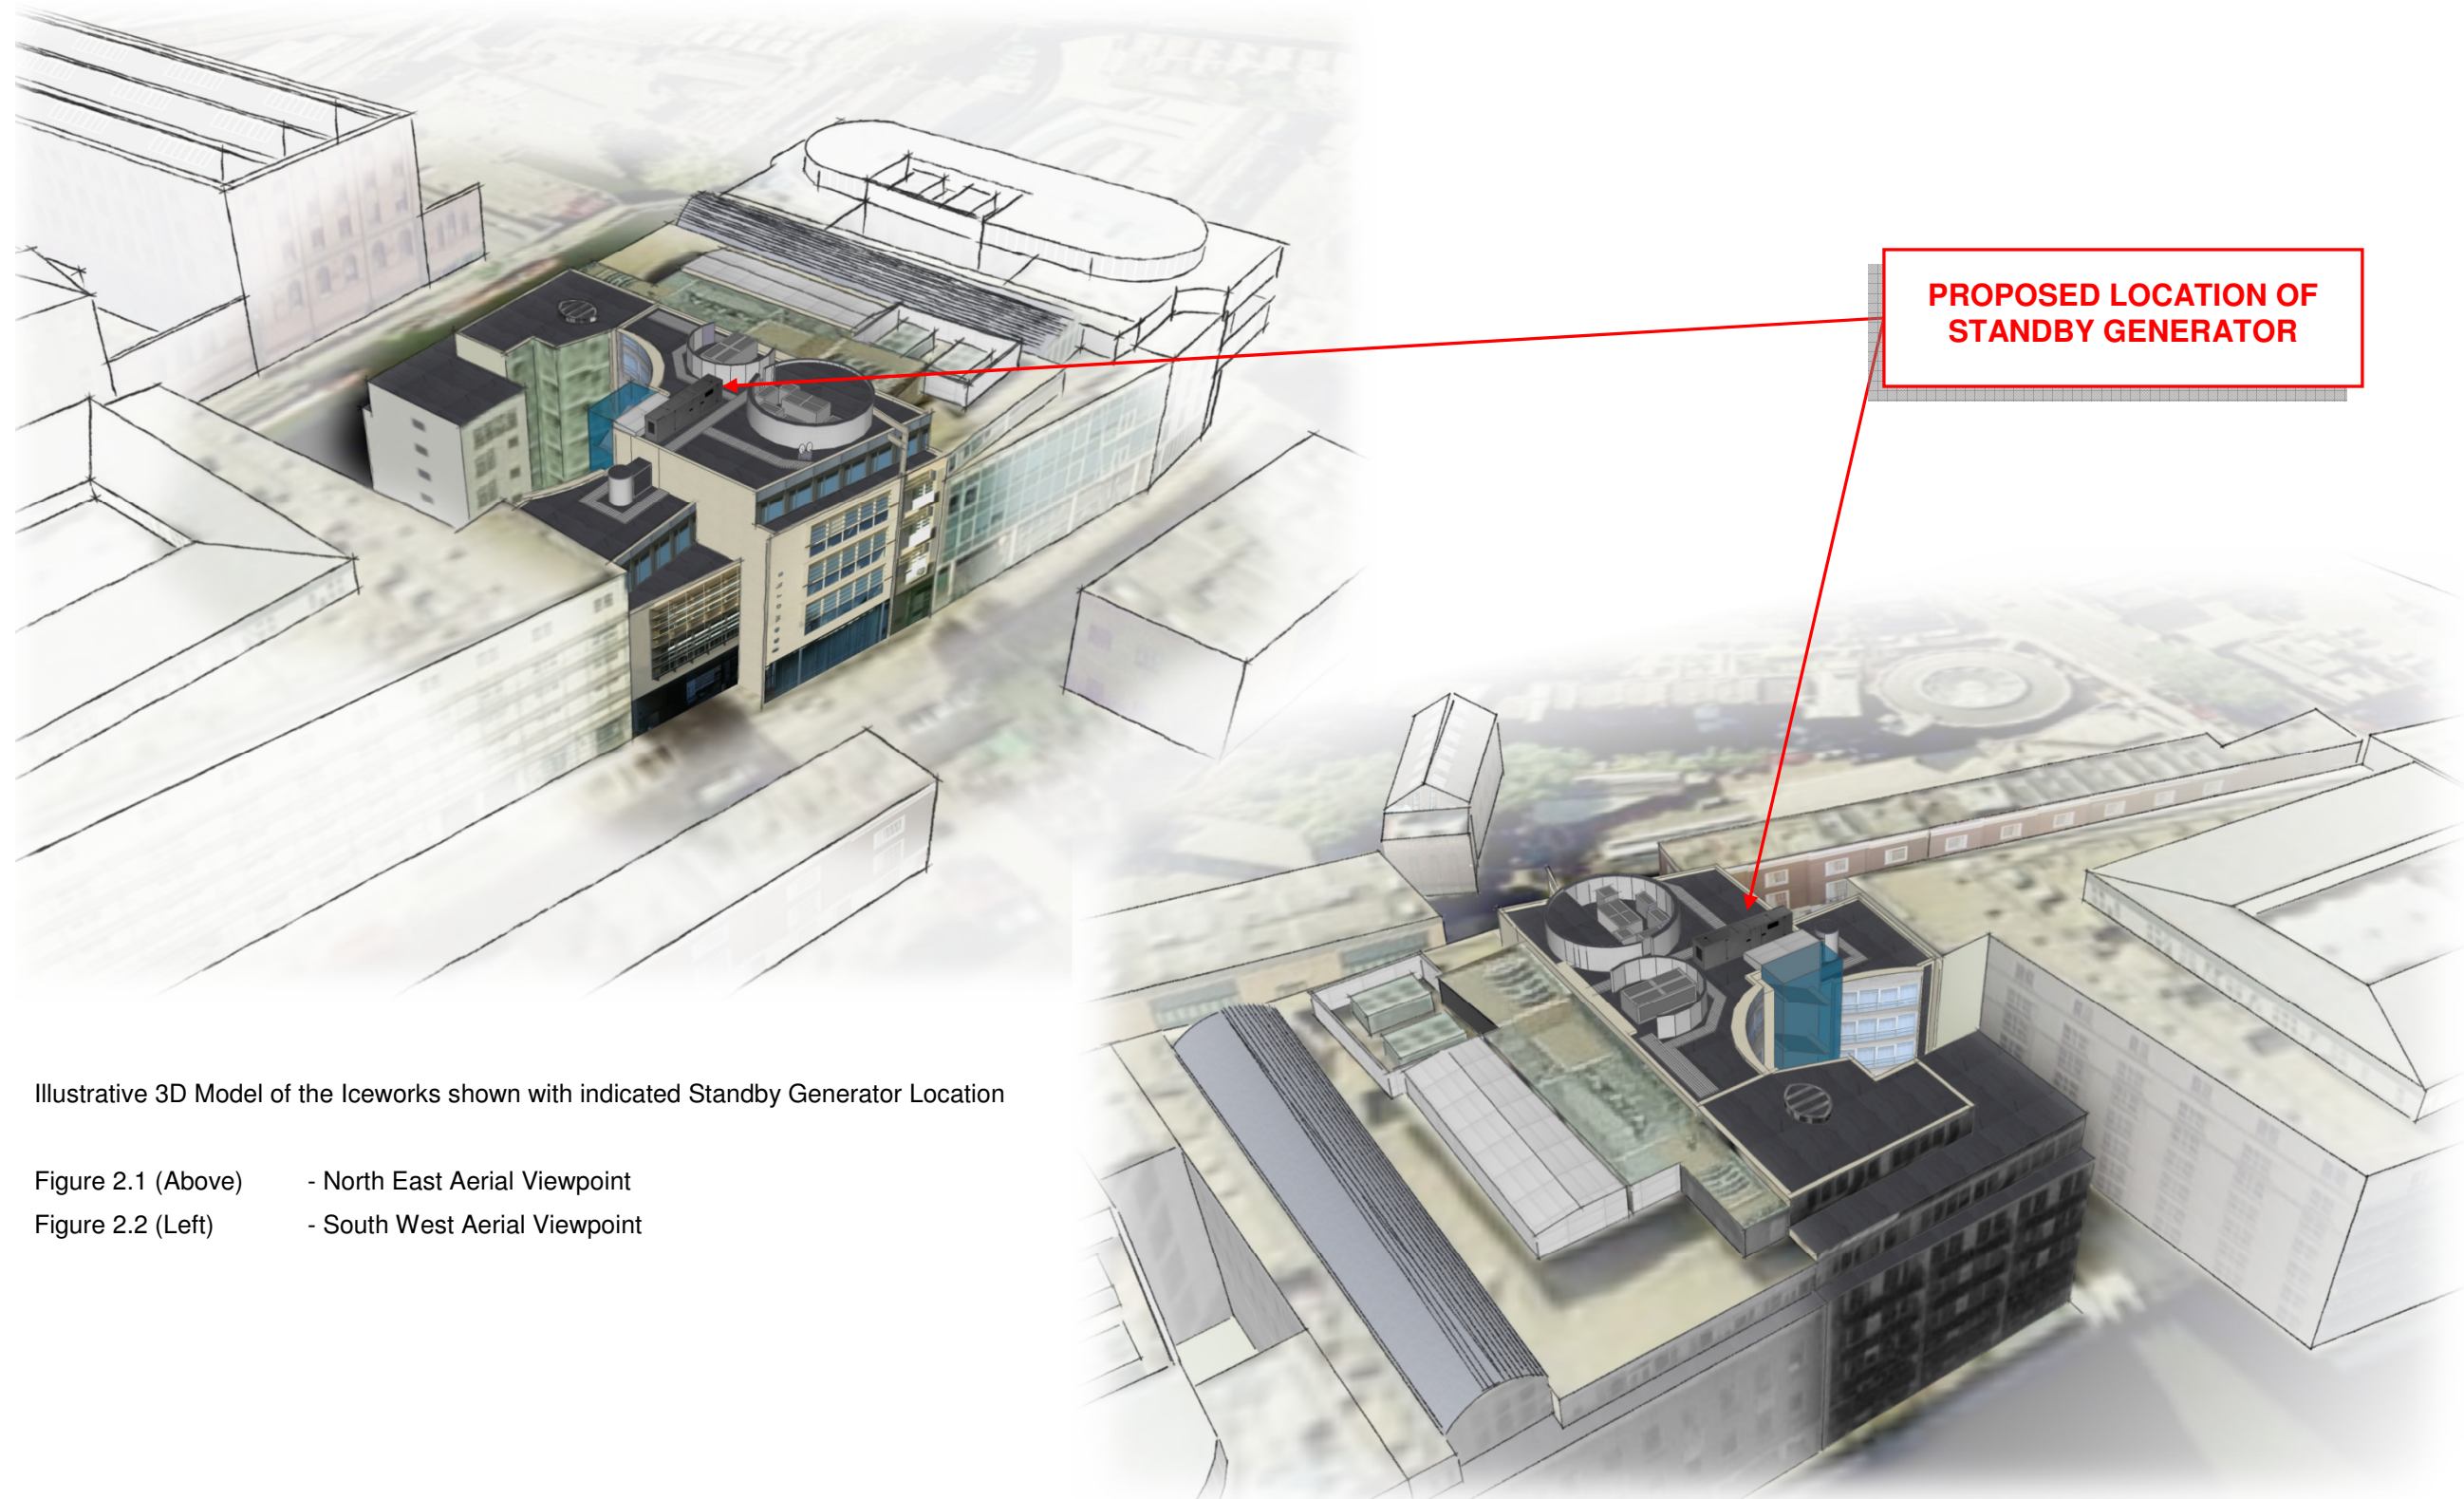 PROPOSED LOCATION OF
STANDBY GENERATOR
Illustrative 3D Model of the Iceworks shown with indicated Standby Generator Location
Figure 2.1 (Above) - North East Aerial Viewpoint
Figure 2.2 (Left) - South West Aerial Viewpoint